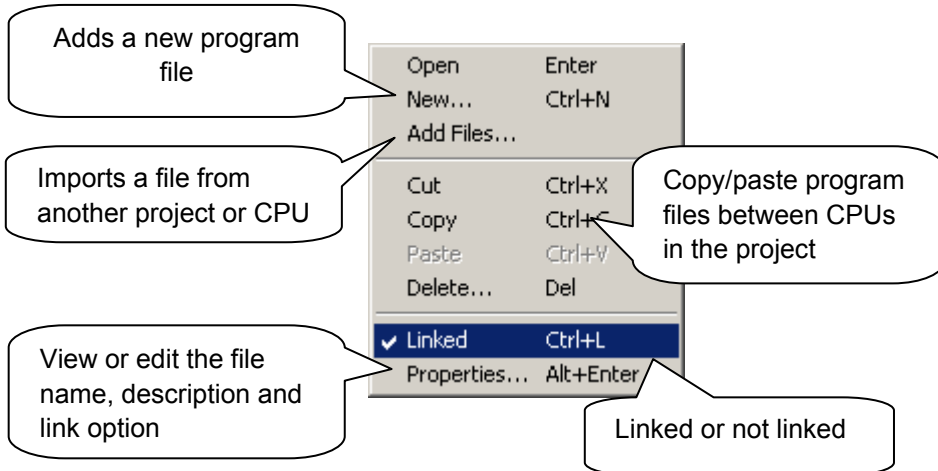 Adds a new program
file
Open Enter
New... Ctrl+N
Add Files...
Imports a file from
another project or CPU
Cut Ctrl+X
Copy Ctrl+
Paste Ctrl+V
Delete... Del
Copy/paste program
files between CPUs
in the project
Linked Ctrl+L
Properties... Alt+Enter
View or edit the file
name, description and
link option
Linked or not linked